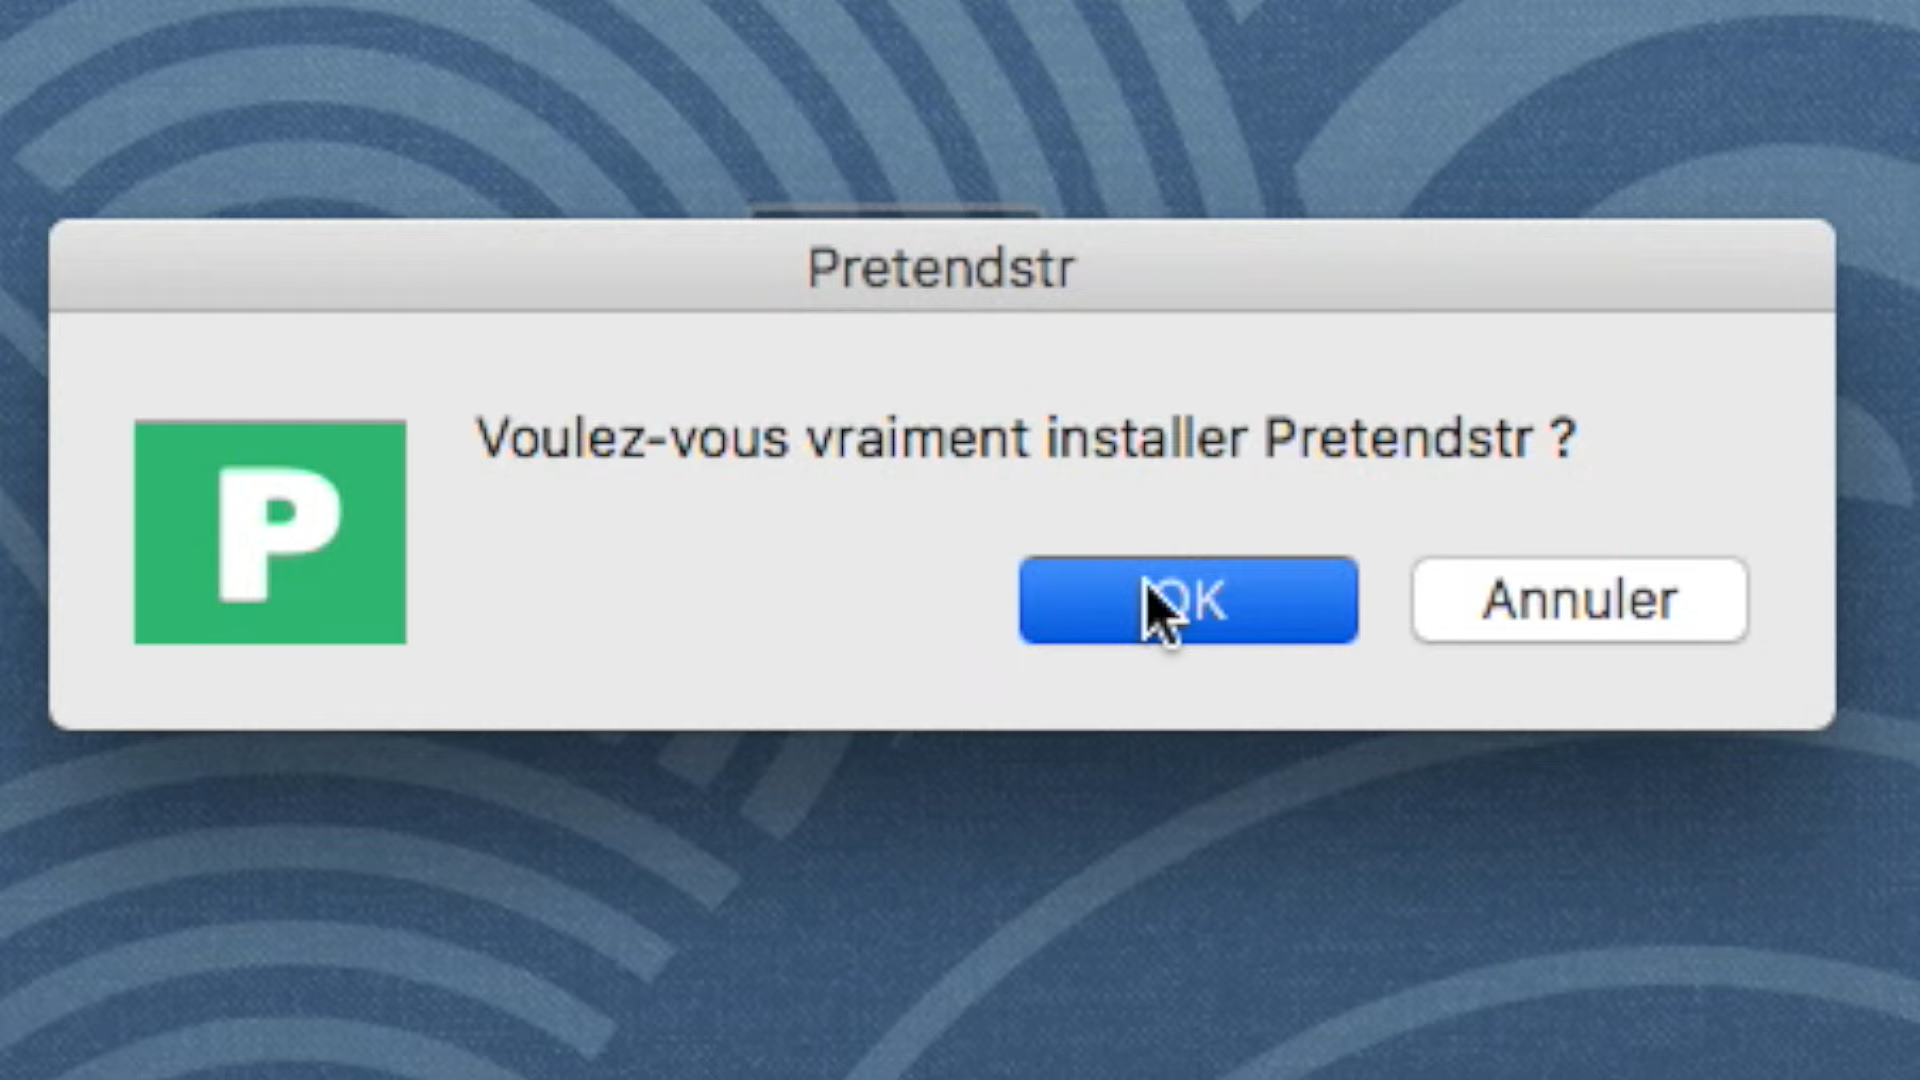 Pretendstr
P
Voulez-vous vraiment installer Pretendstr ?
OK
Annuler